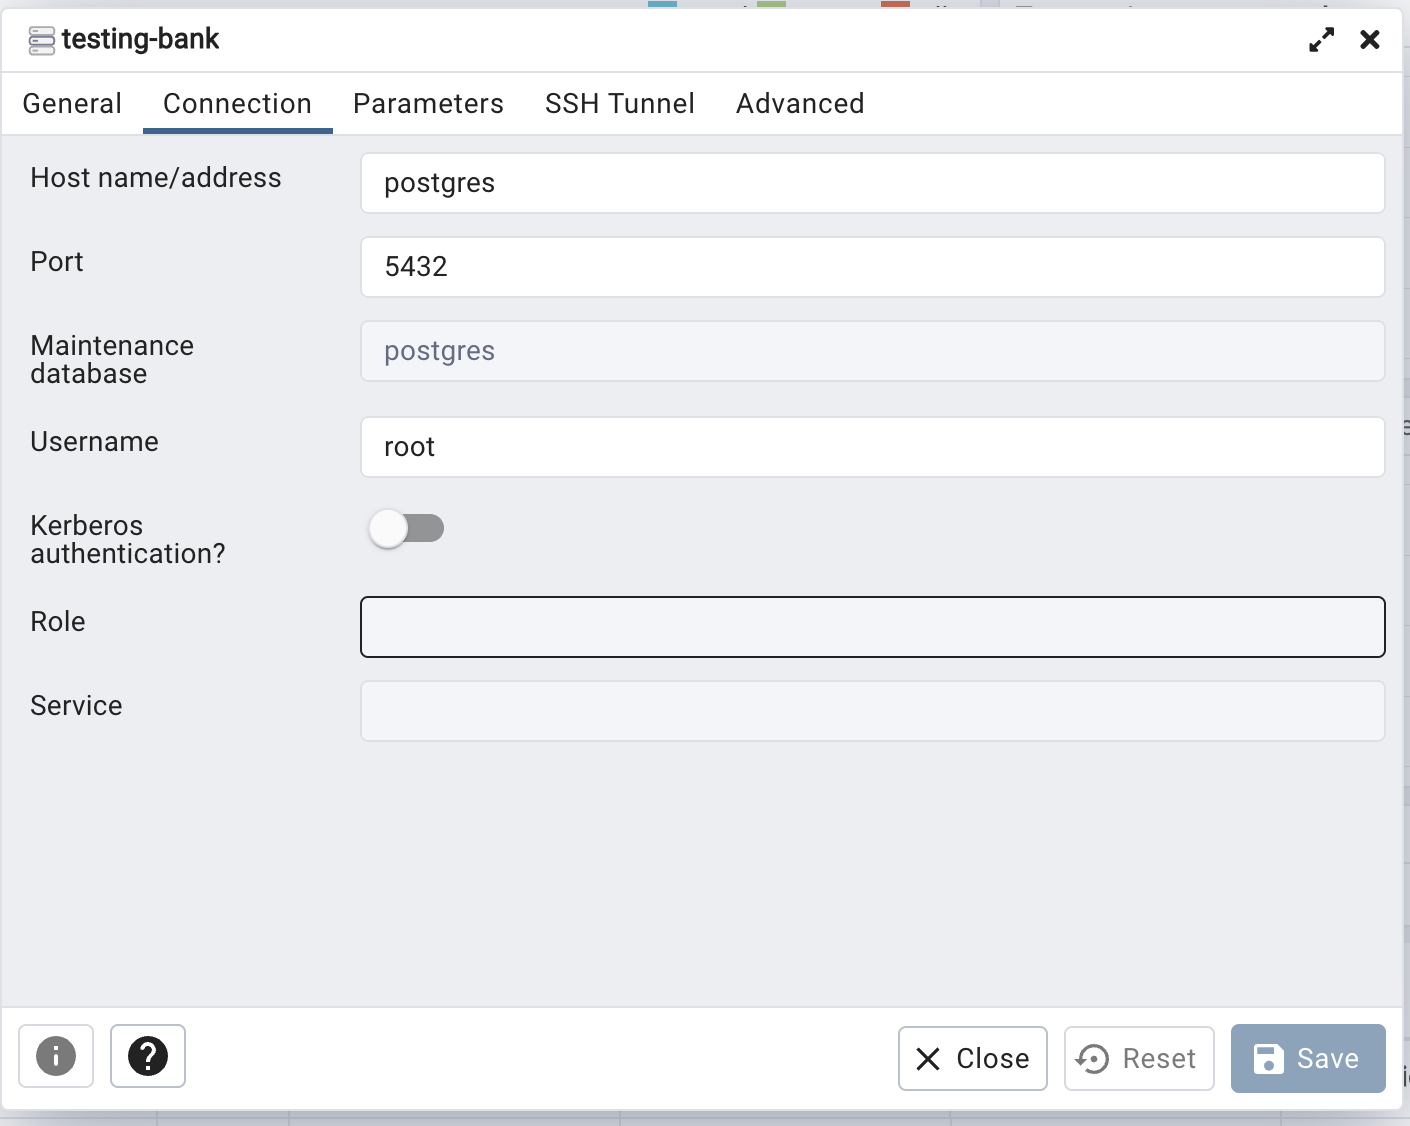 testing-bank
General Connection Parameters SSH Tunnel Advanced
Host name/address postgres
Port 5432
Maintenance
database
postgres
Username root
Kerberos
authentication?
Role
Service
Close Reset Save